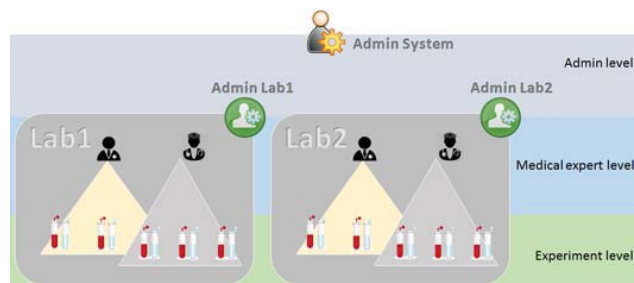 Admin System
Admin level
Admin Lab1
Admin Lab2
Lab1
Lab2
Medical expert level
Experiment level